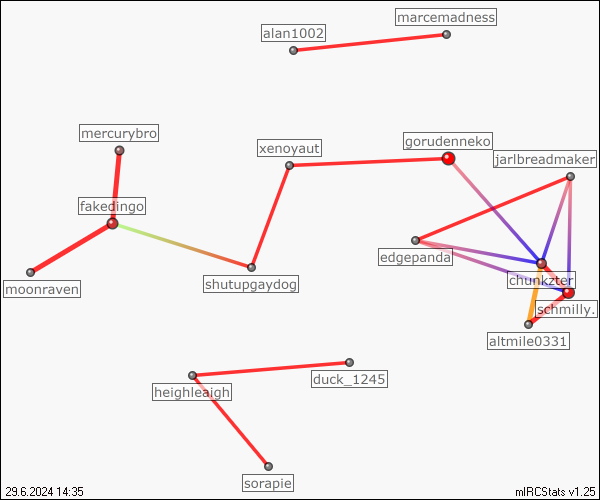 marcemadness
alan1002
mercurybro
gorudenneko
xenoyaut
jarlbreadmaker
fakedingo
edgepanda
moonraven
shutupgaydog
chunkzter
schmilly.
altmile0331
duck_1245
heighleaigh
sorapie
29.6.2024 14:35
mIRCStats v1.25